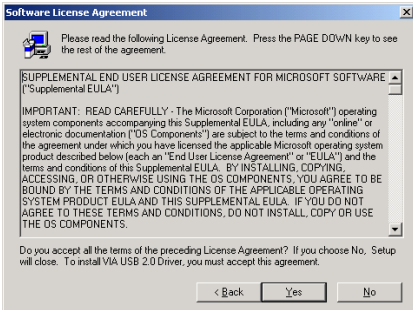 Software License Agreement
Please read the following License Agreement. Press the PAGE DOWN key to see
the rest of the agreement.
SUPPLEMENTAL END USER LICENSE AGREEMENT FOR MICROSOFT SOFTWARE
("Supplemental EULA")
IMPORTANT: READ CAREFULLY - The Microsoft Corporation ("Microsoft") operating
system components accompanying this Supplemental EULA, including any "online" or
electronic documentation ("OS Components") are subject to the terms and conditions of
the agreement under which you have licensed the applicable Microsoft operating system
product described below (each an "End User License Agreement" or "EULA") and the
terms and conditions of this Supplemental EULA. BY INSTALLING, COPYING,
ACCESSING, OR OTHERWISE USING THE OS COMPONENTS, YOU AGREE TO BE
BOUND BY THE TERMS AND CONDITIONS OF THE APPLICABLE OPERATING
SYSTEM PRODUCT EULA AND THIS SUPPLEMENTAL EULA. IF YOU DO NOT
AGREE TO THESE TERMS AND CONDITIONS, DO NOT INSTALL, COPY OR USE
THE OS COMPONENTS.
Do you accept all the terms of the preceding License Agreement? If you choose No, Setup
will close. To install VIA USB 2.0 Driver, you must accept this agreement.
< Back Yes No